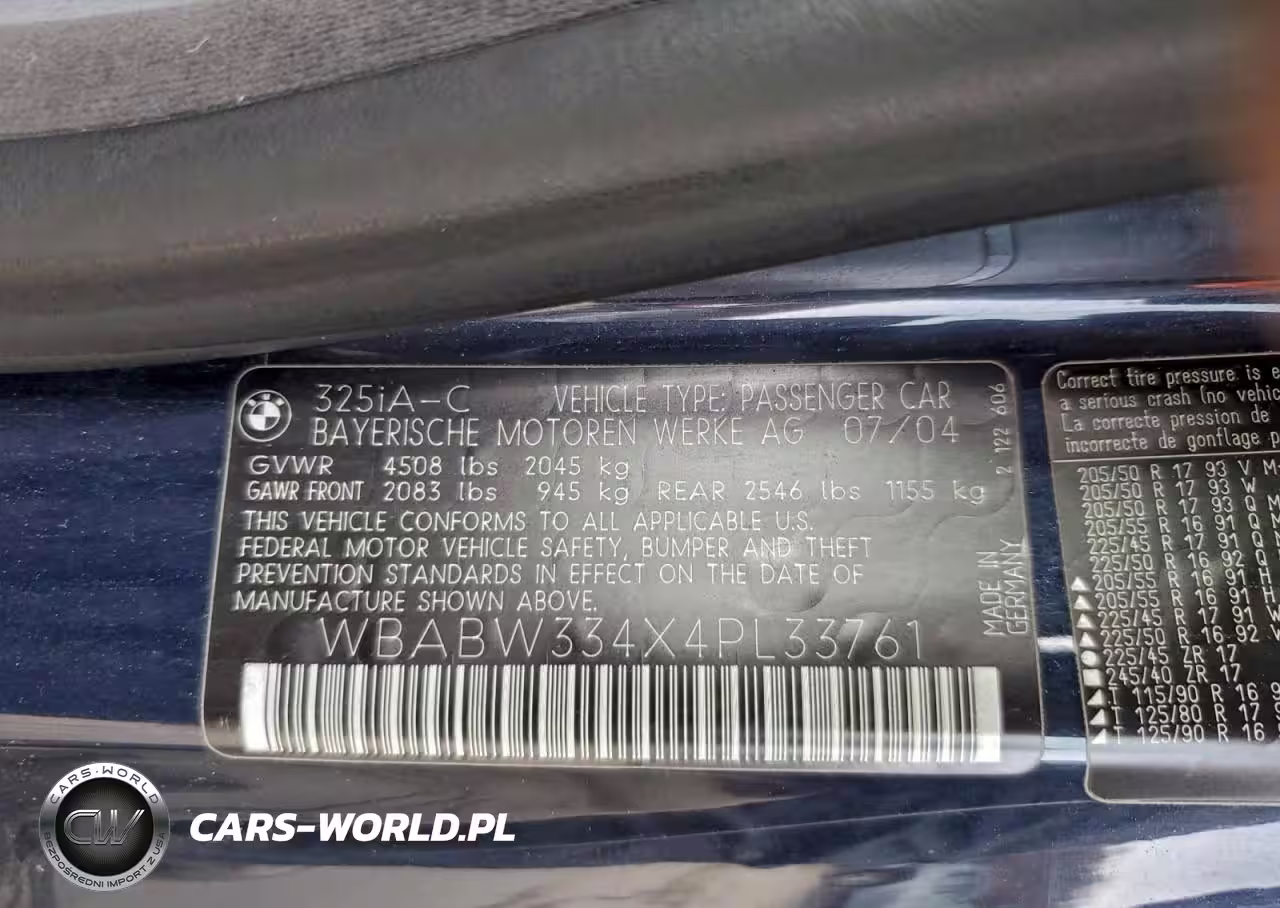 325iA-C VEHICLE TYPE: PASSENGER CAR
BAYERISCHE MOTOREN WERKE AG 07/04
GVWR 4508 lbs 2045 kg
GAWR FRONT 2083 lbs 945 kg REAR 2546 lbs 1155 kg
THIS VEHICLE CONFORMS TO ALL APPLICABLE U.S.
FEDERAL MOTOR VEHICLE SAFETY, BUMPER AND THEFT
PREVENTION STANDARDS IN EFFECT ON THE DATE OF
MANUFACTURE SHOWN ABOVE.
WBABW334X4PL33761
2 122 606
MADE IN
GERMANY
Correct tire pressure is
a serious crash (no
La correcte pression de
incorrecte de gonflage
205/50 R 17 93 V
205/50 R 17 93 W
205/50 R 17 93 Q
205/55 R 16 91 Q
225/45 R 17 91 Q
225/50 R 16 92 Q
205/55 R 16 91 H
205/55 R 16 91
225/45 R 17 91 W
225/50 R 16 92
225/45 ZR 17
245/40 ZR 17
T 115/90 R 16
T 125/80 R 17
T 125/90 R 16
CARS-WORLD
CW
BEZPOŚREDNI IMPORT Z USA
CARS-WORLD.PL